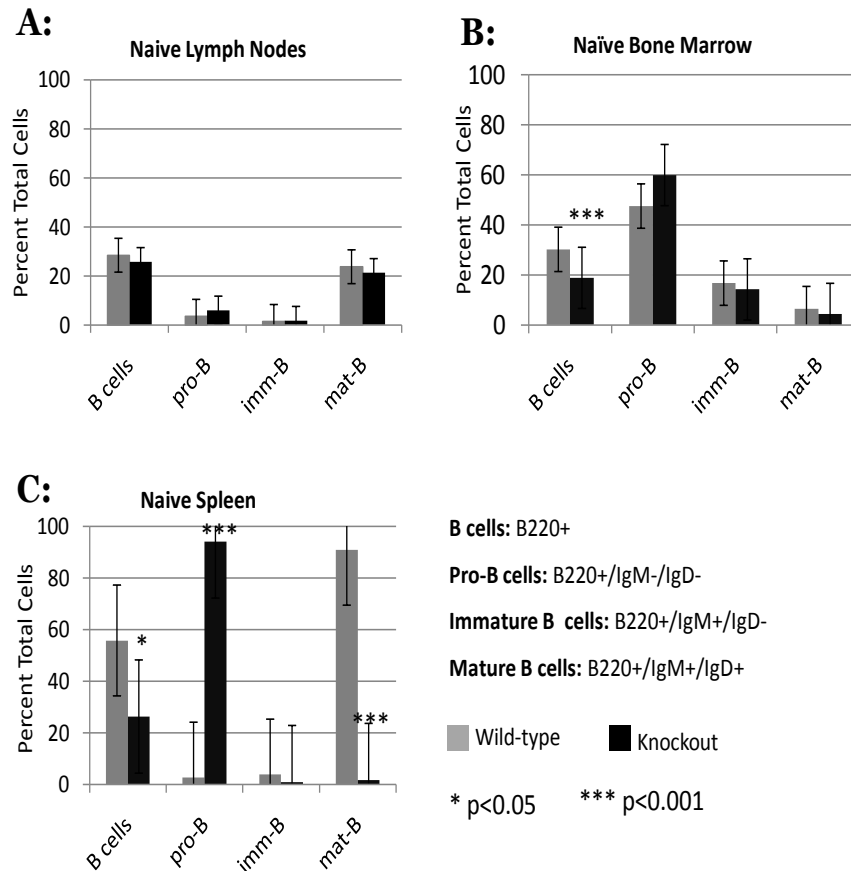 A:
Naive Lymph Nodes
Percent Total Cells
100
80
60
40
20
0
B cells
pro-B
imm-B
mat-B
B:
Naïve Bone Marrow
Percent Total Cells
100
80
60
40
20
0
***
B cells
pro-B
imm-B
mat-B
C:
Naive Spleen
Percent Total Cells
100
80
60
40
20
0
*
***
***
B cells
pro-B
imm-B
mat-B
B cells: B220+
Pro-B cells: B220+/IgM-/IgD-
Immature B cells: B220+/IgM+/IgD-
Mature B cells: B220+/IgM+/IgD+
Wild-type Knockout
* p<0.05 *** p<0.001